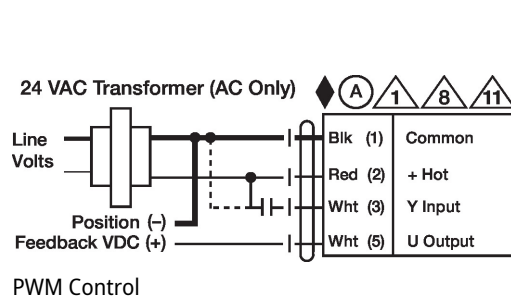 24 VAC Transformer (AC Only)
A 1 8 11
Line
Volts
Blk (1) Common
Red (2) + Hot
Wht (3) Y Input
Position (–)
Feedback VDC (+)
Wht (5) U Output
PWM Control